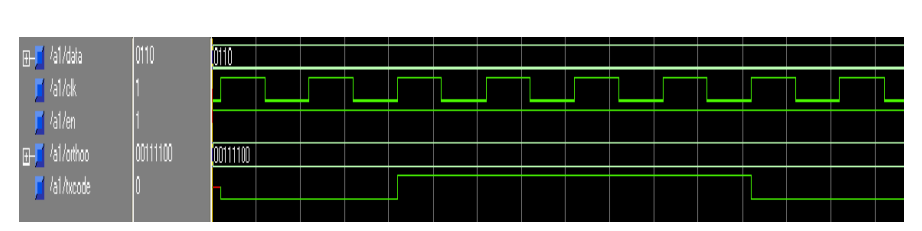 /a1/data 0110 0110
/a1/clk 1
/a1/en 1
/a1/orthoo 00111100 00111100
/a1/txcode 0